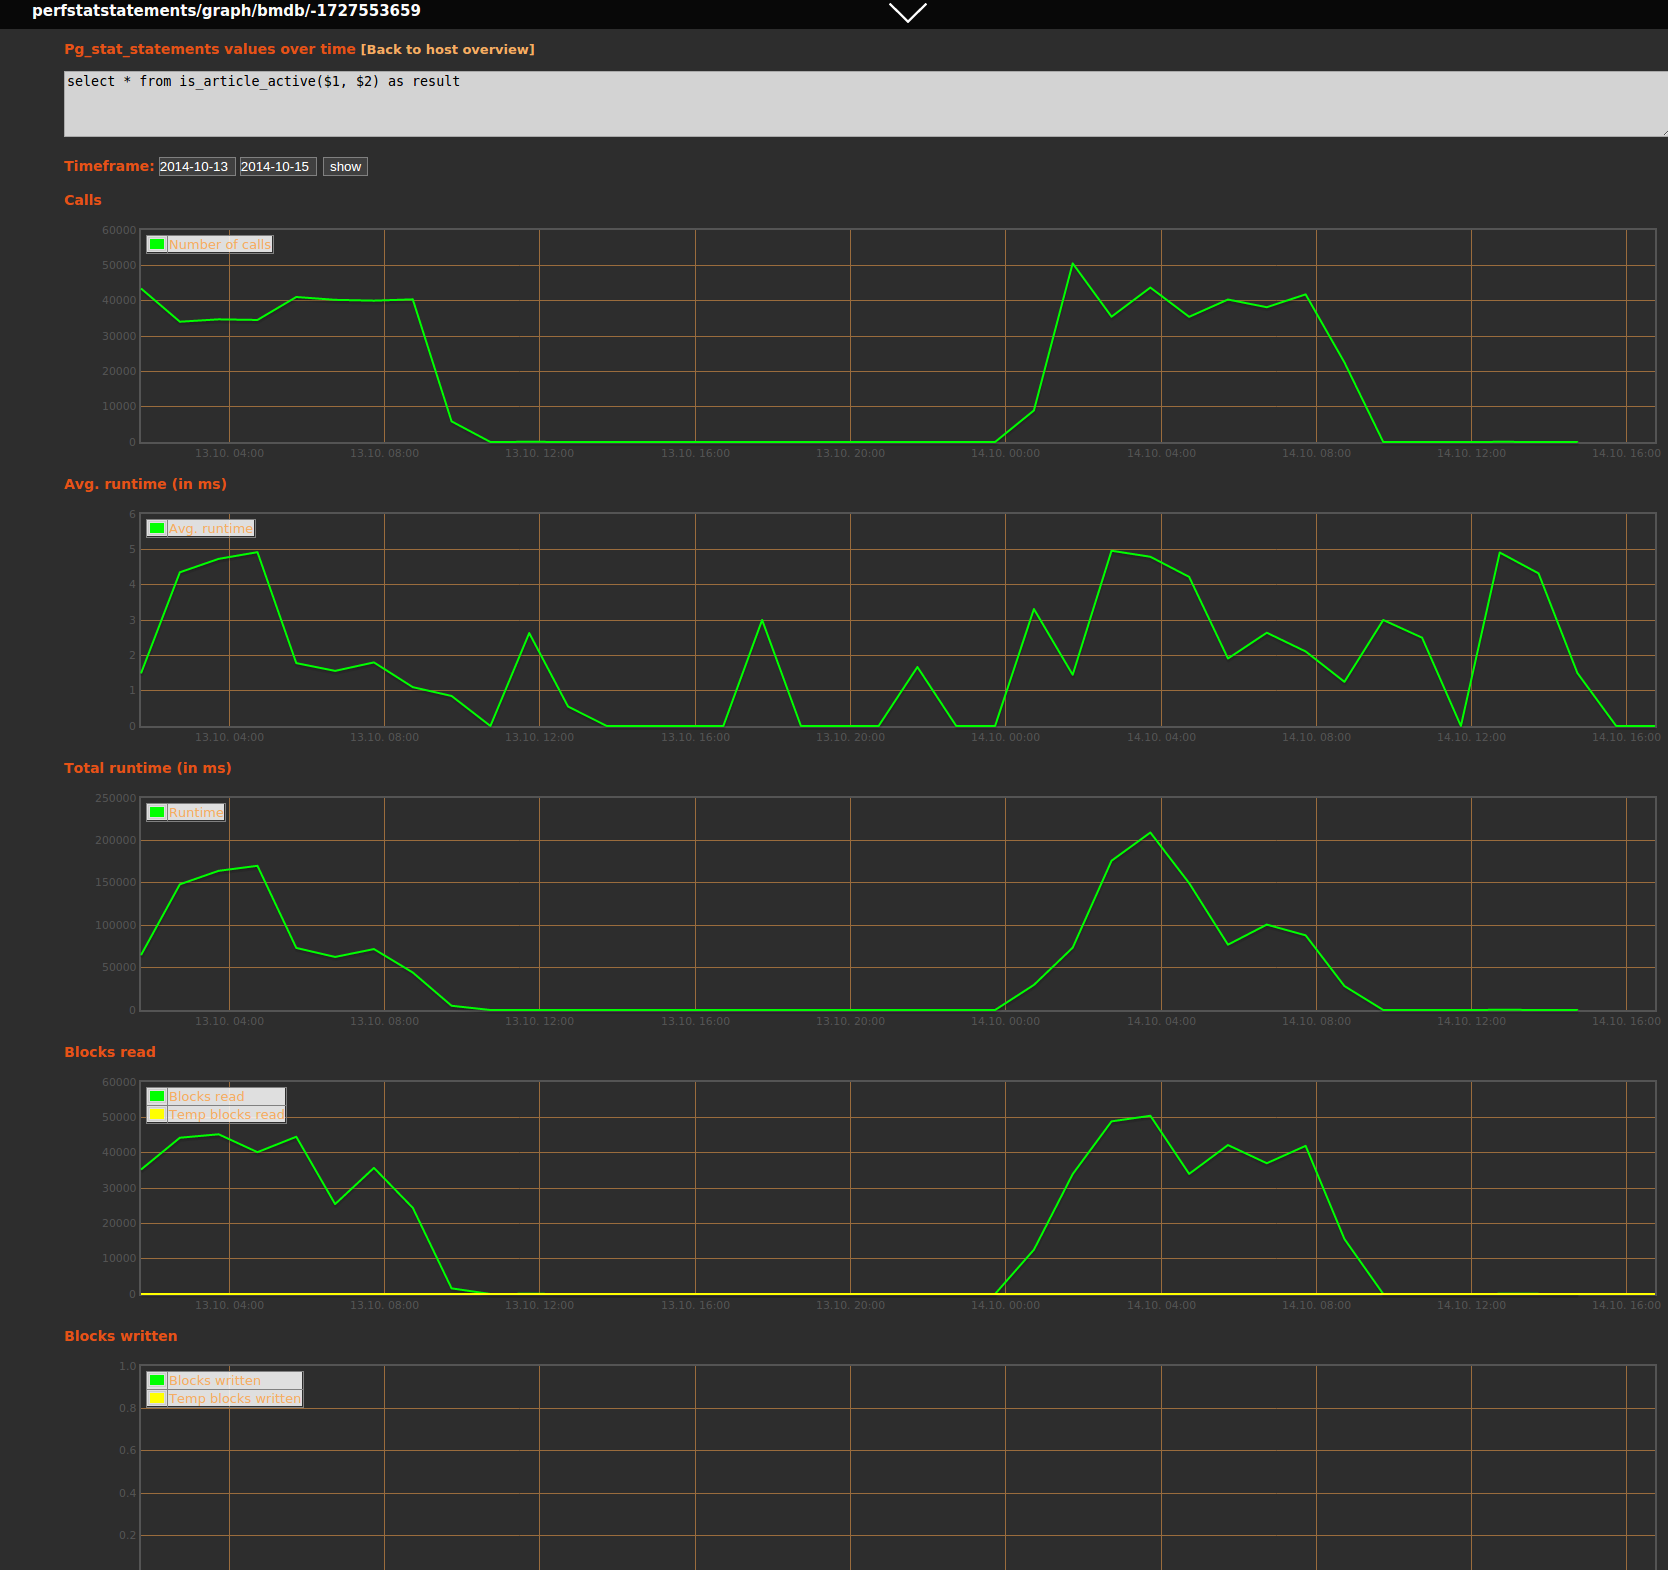 perfstatstatements/graph/bmdb/-1727553659
Pg_stat_statements values over time [Back to host overview]
select * from is_article_active($1, $2) as result
Timeframe: 2014-10-13 2014-10-15 show
Calls
60000
50000
40000
30000
20000
10000
0
Number of calls
13.10. 04:00 13.10. 08:00 13.10. 12:00 13.10. 16:00 13.10. 20:00 14.10. 00:00 14.10. 04:00 14.10. 08:00 14.10. 12:00 14.10. 16:00
Avg. runtime (in ms)
6
5
4
3
2
1
0
Avg. runtime
13.10. 04:00 13.10. 08:00 13.10. 12:00 13.10. 16:00 13.10. 20:00 14.10. 00:00 14.10. 04:00 14.10. 08:00 14.10. 12:00 14.10. 16:00
Total runtime (in ms)
250000
200000
150000
100000
50000
0
Runtime
13.10. 04:00 13.10. 08:00 13.10. 12:00 13.10. 16:00 13.10. 20:00 14.10. 00:00 14.10. 04:00 14.10. 08:00 14.10. 12:00 14.10. 16:00
Blocks read
60000
50000
40000
30000
20000
10000
0
Blocks read
Temp blocks read
13.10. 04:00 13.10. 08:00 13.10. 12:00 13.10. 16:00 13.10. 20:00 14.10. 00:00 14.10. 04:00 14.10. 08:00 14.10. 12:00 14.10. 16:00
Blocks written
1.0
0.8
0.6
0.4
0.2
Blocks written
Temp blocks written